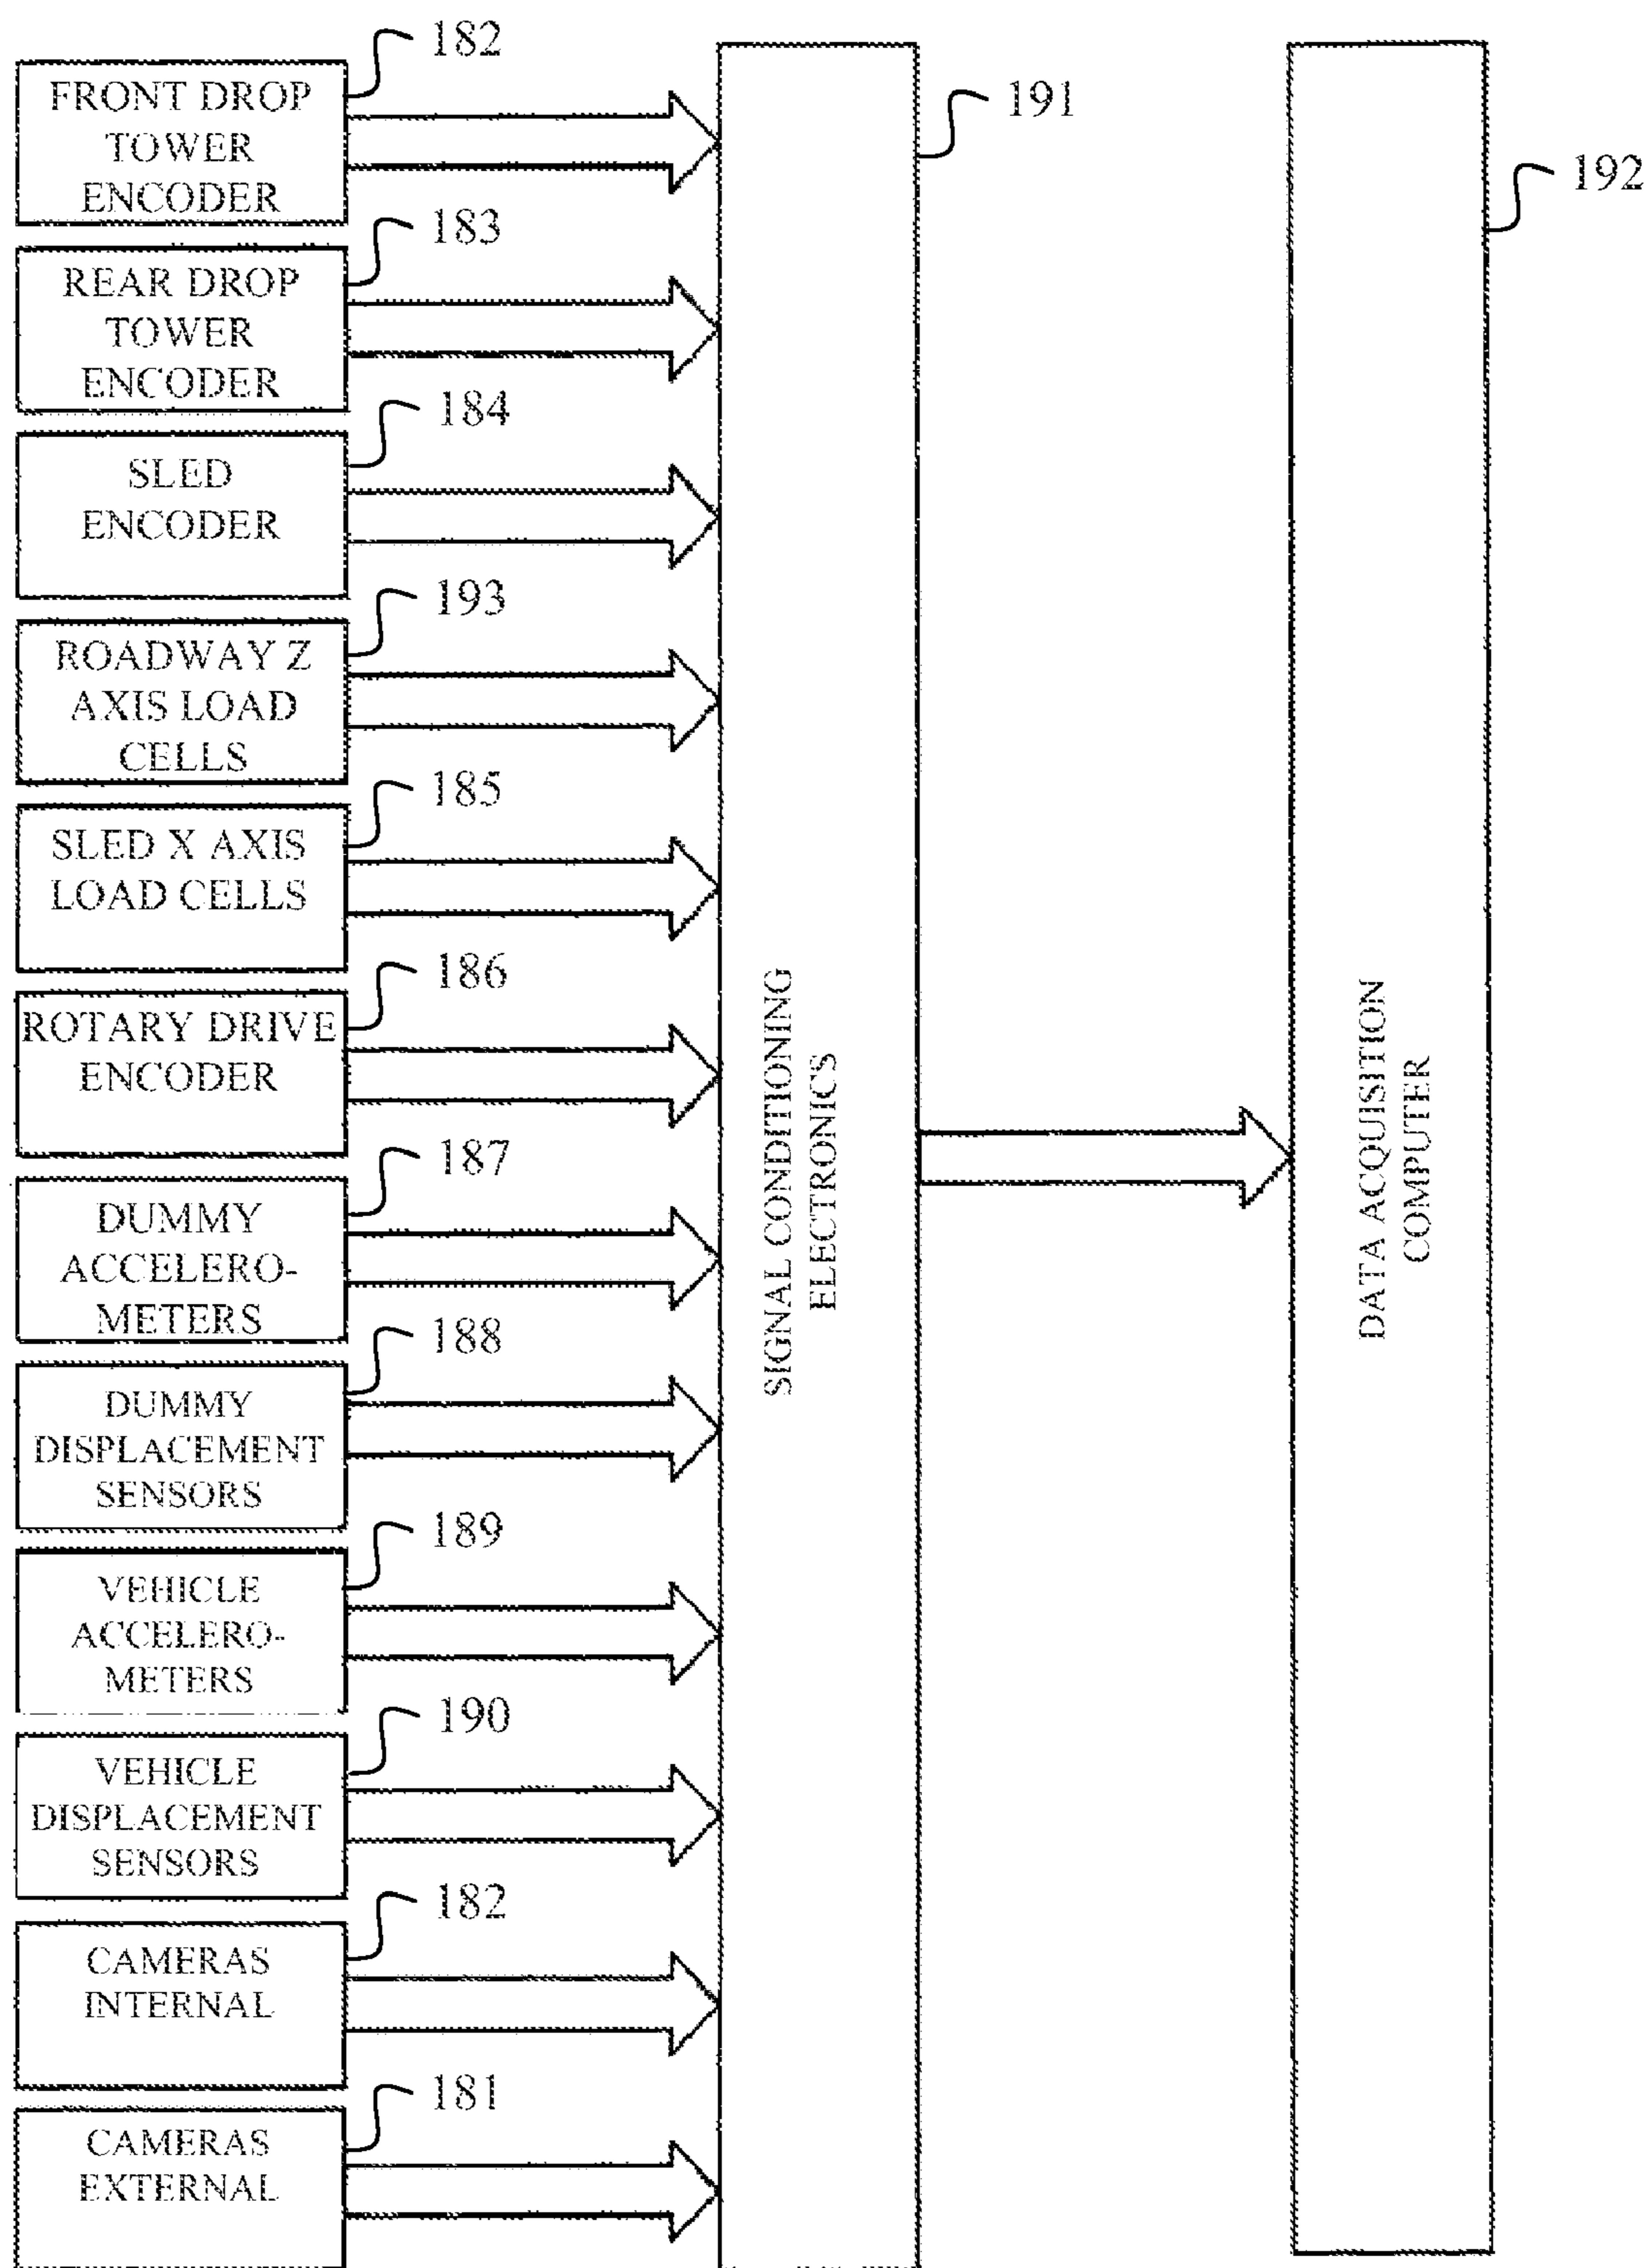 182
FRONT DROP
TOWER
ENCODER
183
REAR DROP
TOWER
ENCODER
184
SLED
ENCODER
193
ROADWAY Z
AXIS LOAD
CELLS
185
SLED X AXIS
LOAD CELLS
186
ROTARY DRIVE
ENCODER
187
DUMMY
ACCELERO-
METERS
188
DUMMY
DISPLACEMENT
SENSORS
189
VEHICLE
ACCELERO-
METERS
190
VEHICLE
DISPLACEMENT
SENSORS
182
CAMERAS
INTERNAL
181
CAMERAS
EXTERNAL
191
SIGNAL CONDITIONING
ELECTRONICS
192
DATA ACQUISITION
COMPUTER